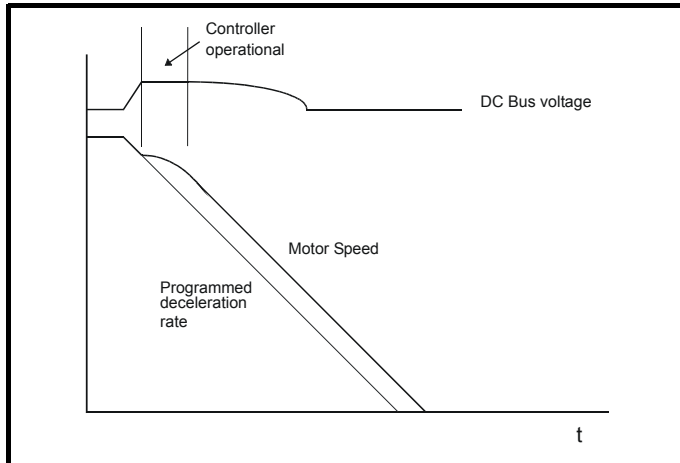 Controller
operational
DC Bus voltage
Motor Speed
Programmed
deceleration
rate
t